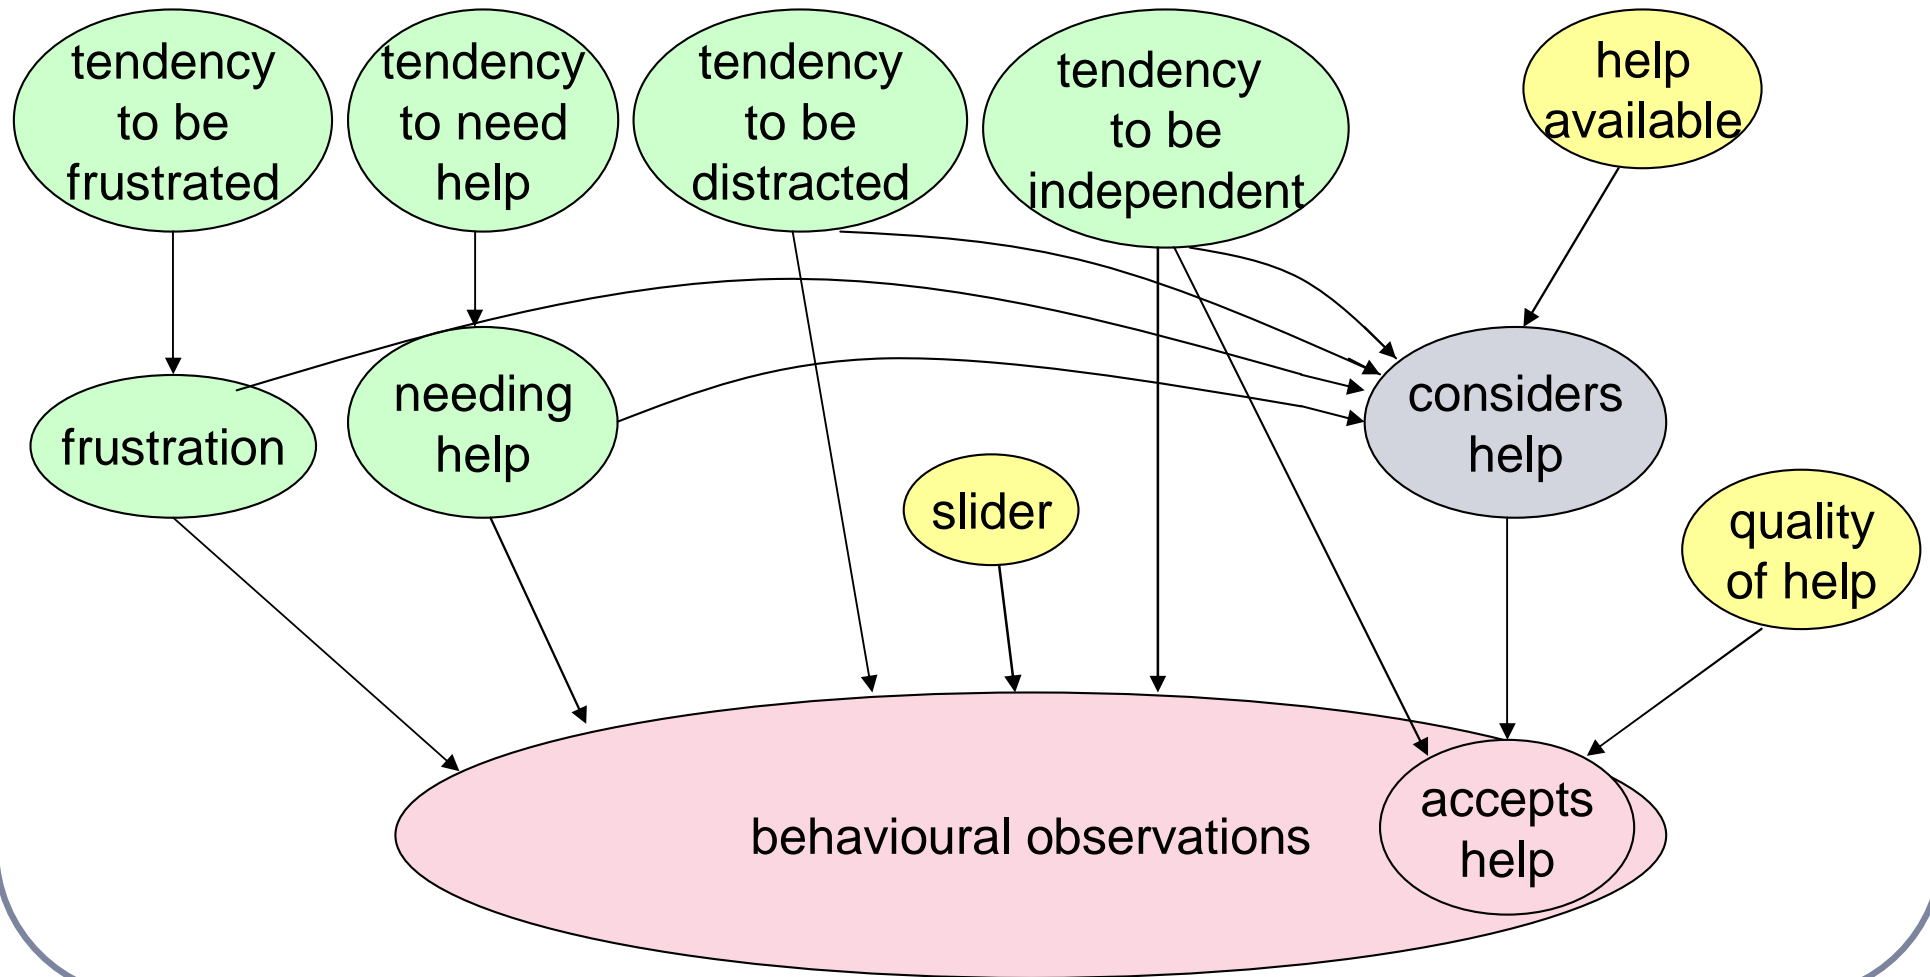 tendency
to be
frustrated
tendency
to need
help
tendency
to be
distracted
tendency
to be
independent
help
available
frustration
needing
help
slider
considers
help
quality
of help
behavioural observations
accepts
help